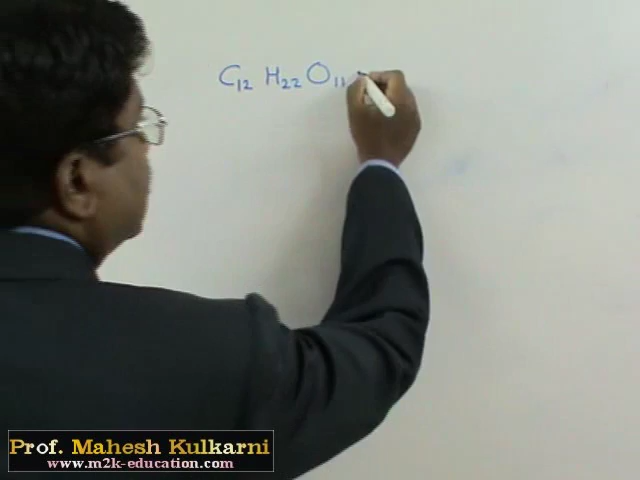 C₁₂ H₂₂ O₁₁
Prof. Mahesh Kulkarni
www.m2k-education.com